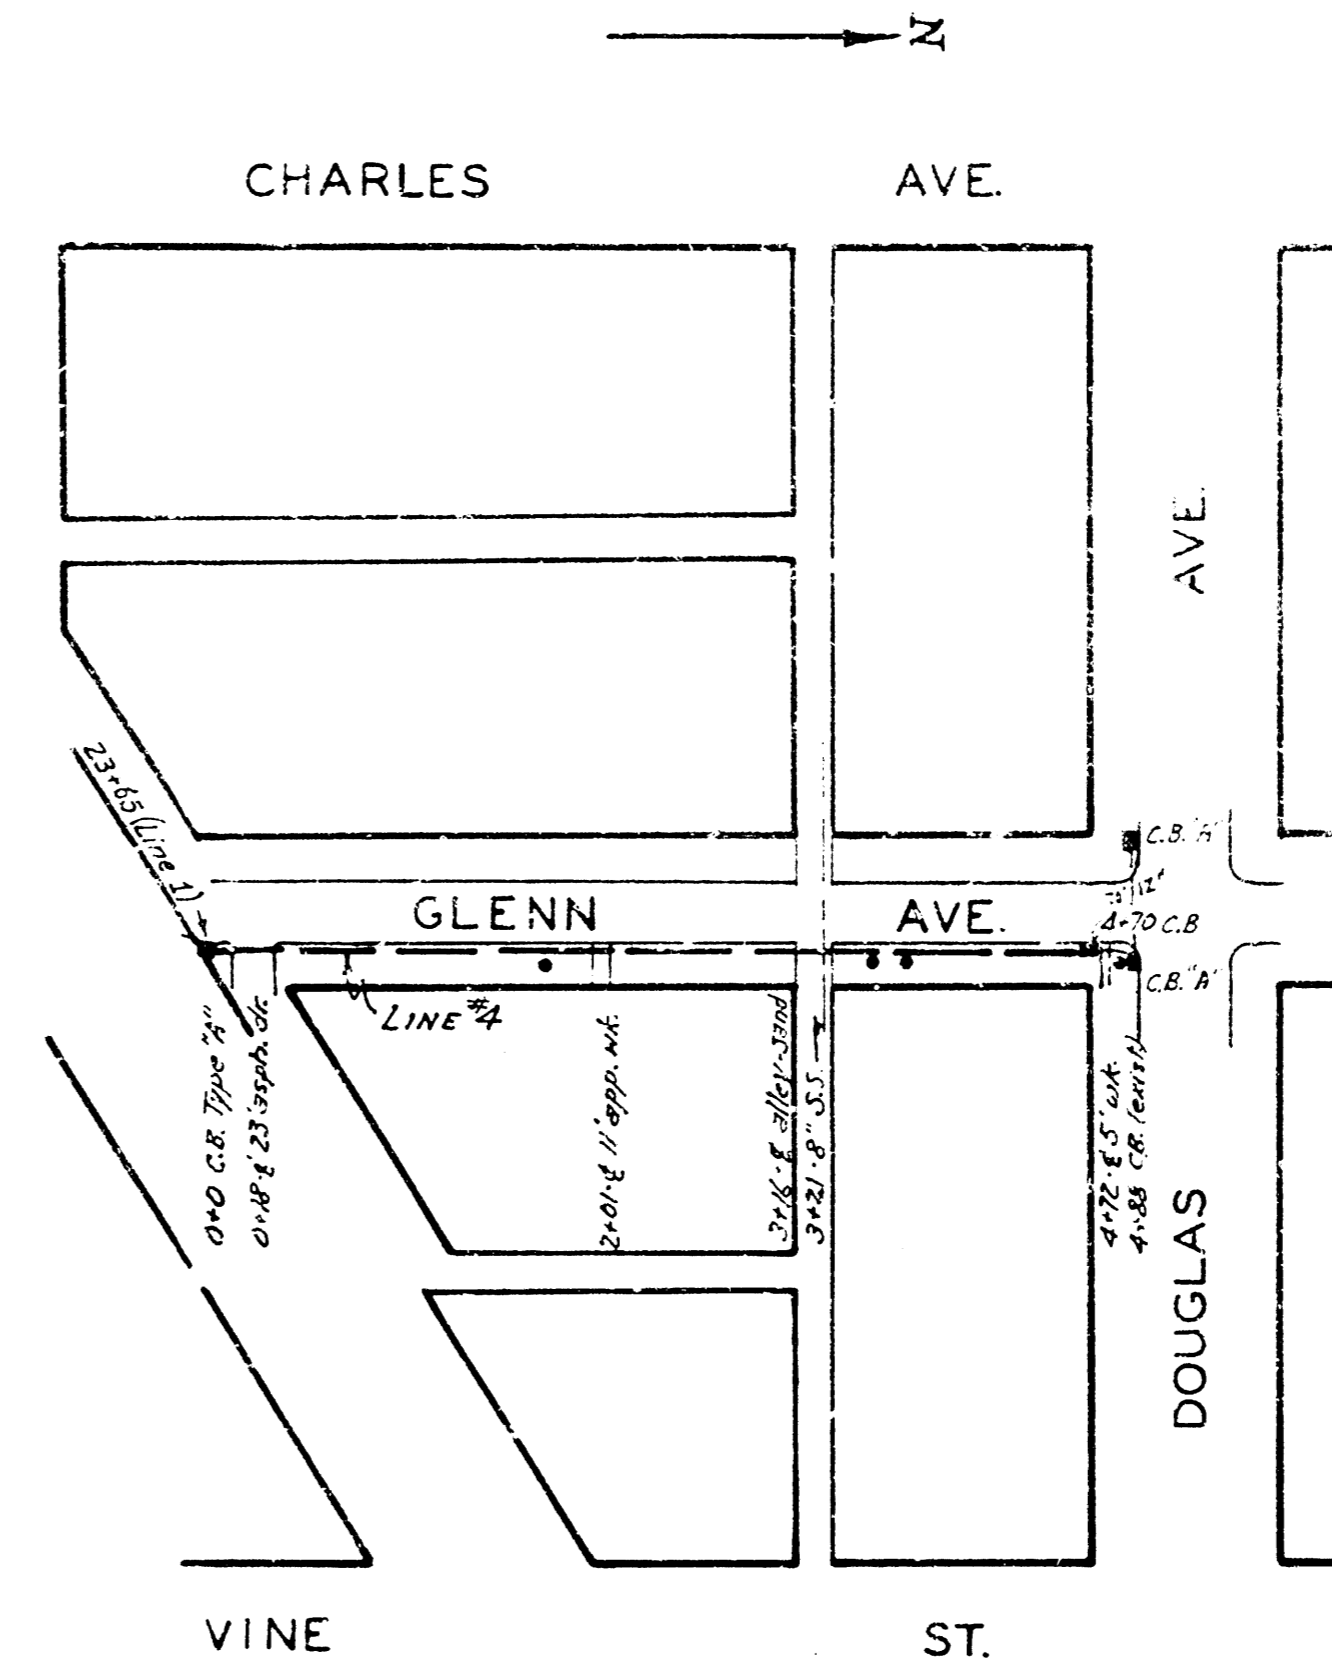 N
CHARLES AVE.
AVE.
23+65 (Line 1)
C.B. "A"
12"
GLENN AVE.
4+70 C.B
C.B. "A"
LINE #4
0+0 C.B. Type "A"
0+18-℄ 23' asph. dr.
2+01-℄ 11' app. wk.
3+16-℄ alley-sand
3+21-8" S.S.
4+72-℄ 5' wk.
4+88 C.B. (exist)
DOUGLAS
VINE ST.